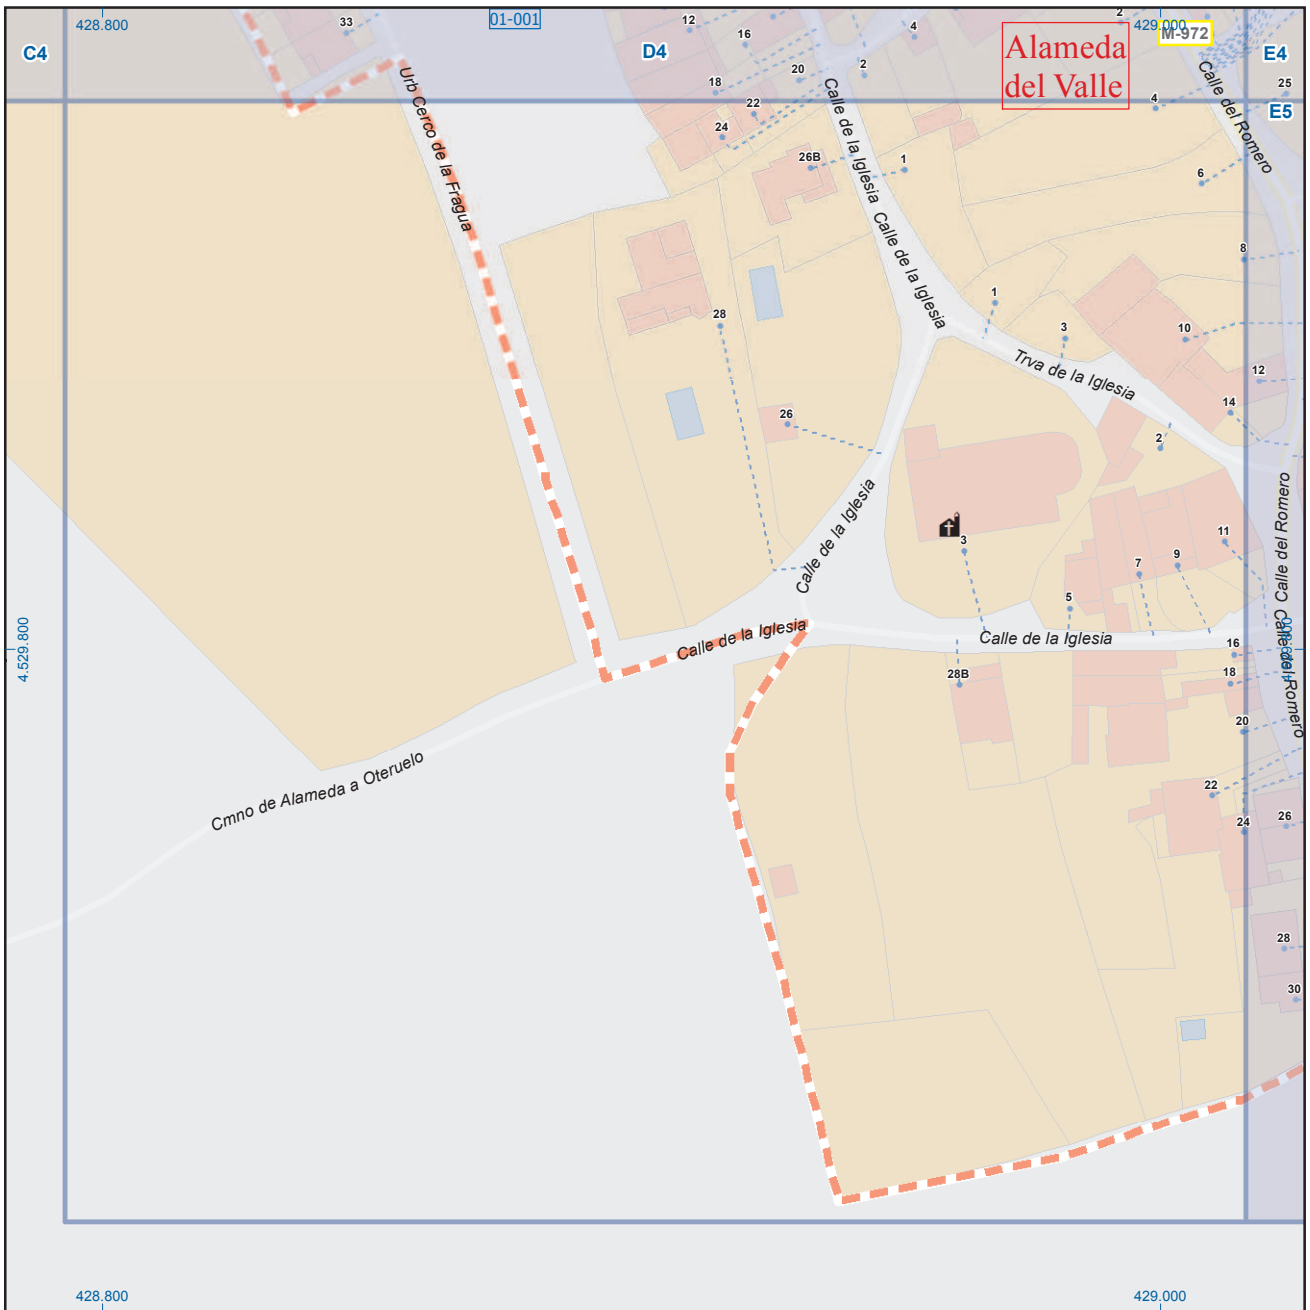 428.800
01-001
429.000
C4
33
12
16
D4
4
2
Alameda
del Valle
M-972
E4
18
20
2
4
25
E5
22
24
26B
1
6
Urb Cerco de la Fragua
Calle de la Iglesia
Calle de la Iglesia
Calle del Romero
8
1
28
3
10
Trva de la Iglesia
12
14
26
2
Calle de la Iglesia
3
11
9
7
5
Calle del Romero
4.529.800
Calle de la Iglesia
Calle de la Iglesia
16
18
28B
Calle del Romero
20
Cmno de Alameda a Oteruelo
22
24
26
28
30
428.800
429.000